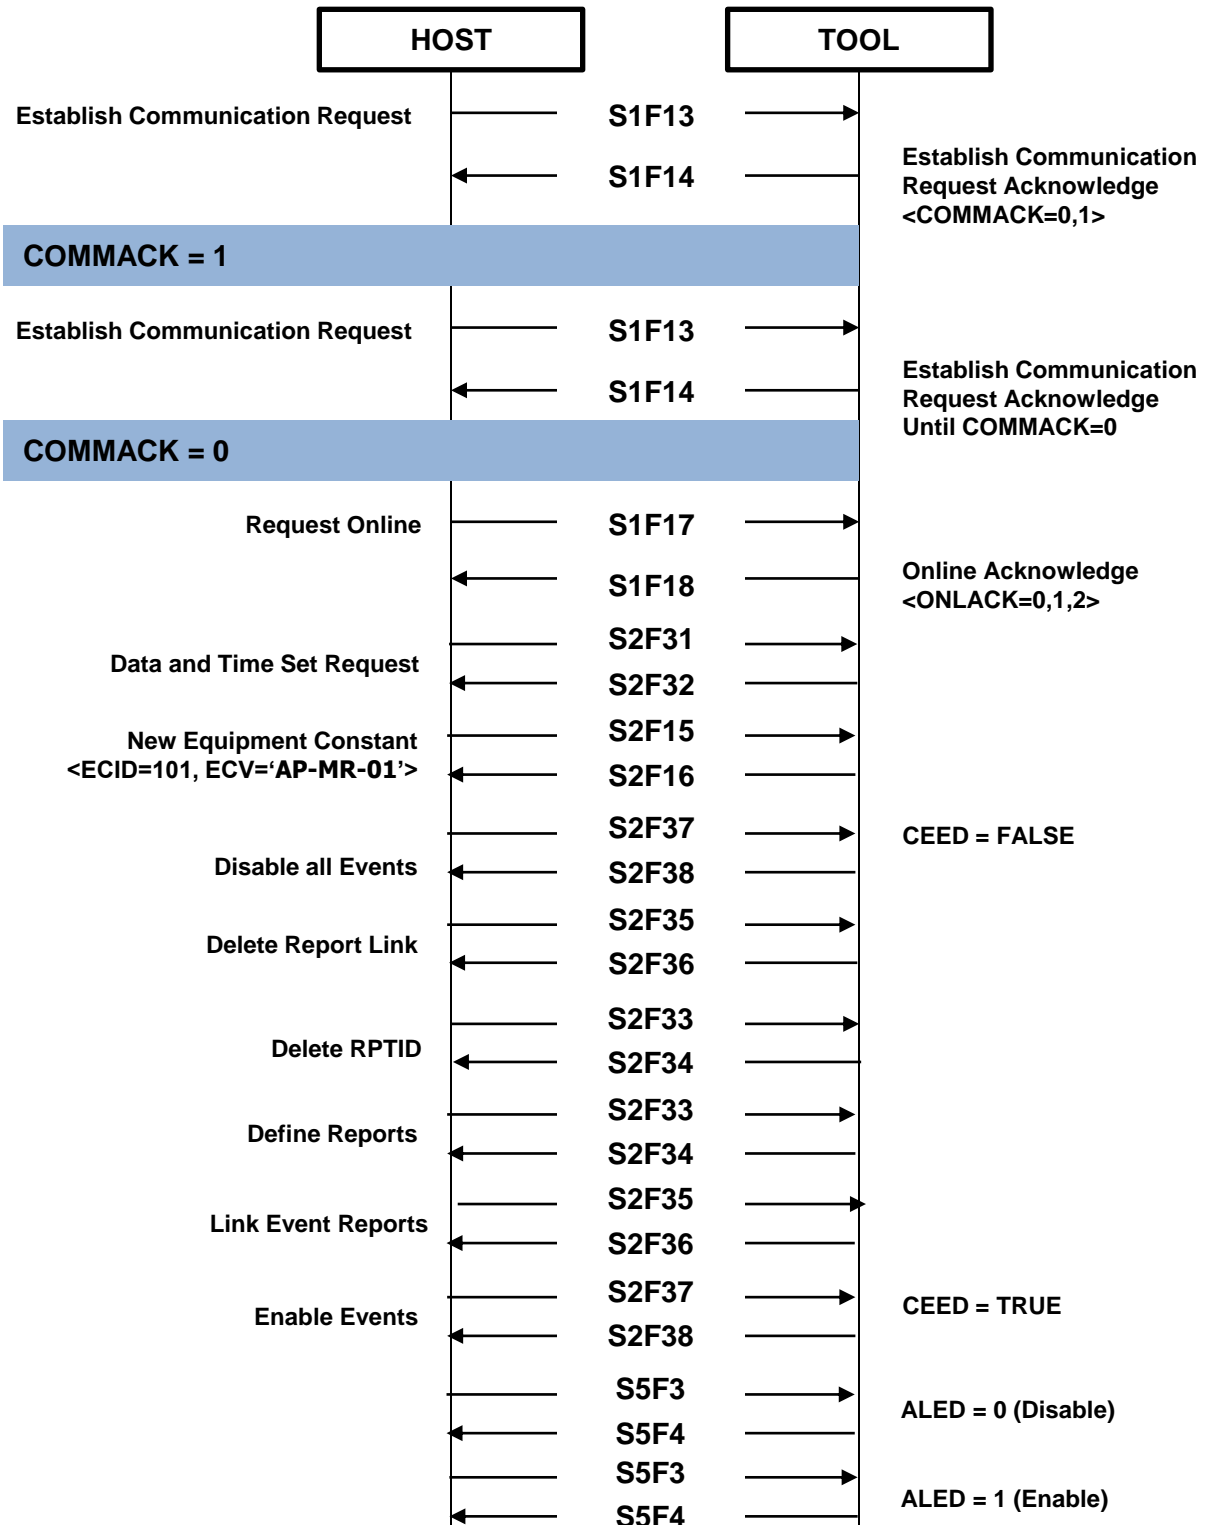 HOST
TOOL
Establish Communication Request
S1F13
S1F14
Establish Communication
Request Acknowledge
<COMMACK=0,1>
COMMACK = 1
Establish Communication Request
S1F13
S1F14
Establish Communication
Request Acknowledge
Until COMMACK=0
COMMACK = 0
Request Online
S1F17
S1F18
Online Acknowledge
<ONLACK=0,1,2>
Data and Time Set Request
S2F31
S2F32
New Equipment Constant
<ECID=101, ECV=‘AP-MR-01’>
S2F15
S2F16
Disable all Events
S2F37
S2F38
CEED = FALSE
Delete Report Link
S2F35
S2F36
Delete RPTID
S2F33
S2F34
Define Reports
S2F33
S2F34
Link Event Reports
S2F35
S2F36
Enable Events
S2F37
S2F38
CEED = TRUE
S5F3
S5F4
ALED = 0 (Disable)
S5F3
S5F4
ALED = 1 (Enable)